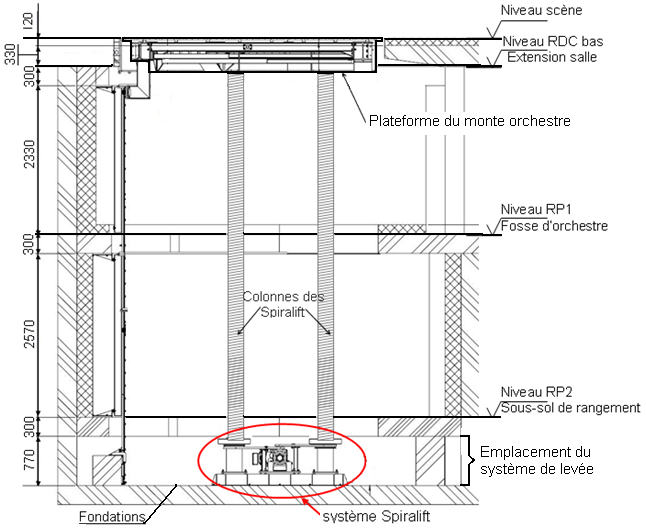 Niveau scène
120
Niveau RDC bas
Extension salle
330
300
Plateforme du monte orchestre
2330
Niveau RP1
Fosse d'orchestre
300
Colonnes des
Spiralift
2570
Niveau RP2
Sous-sol de rangement
300
Emplacement du
système de levée
770
Fondations
système Spiralift